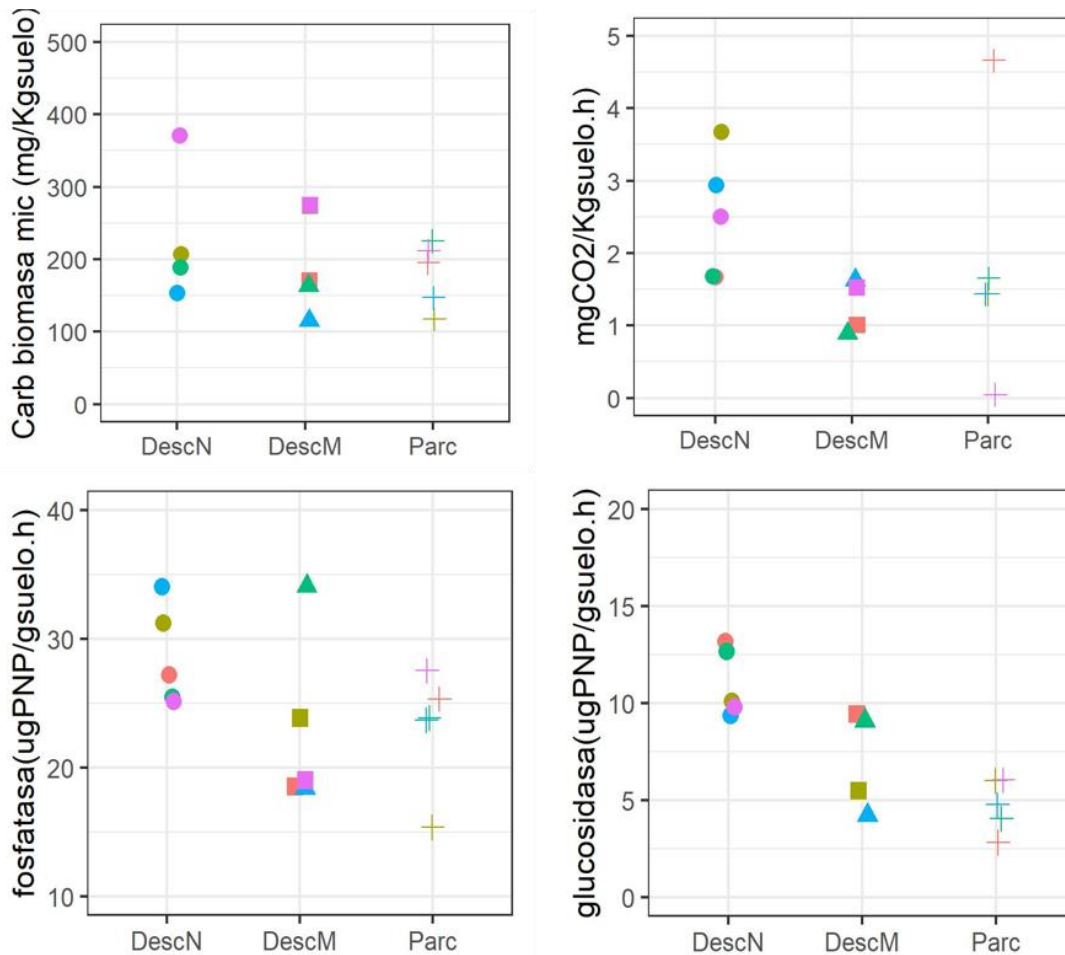 Carb biomasa mic (mg/Kgsuelo)
500
400
300
200
100
0
DescN DescM Parc
mgCO2/Kgsuelo.h
5
4
3
2
1
0
DescN DescM Parc
fosfatasa(ugPNP/gsuelo.h)
40
30
20
10
DescN DescM Parc
glucosidasa(ugPNP/gsuelo.h)
20
15
10
5
0
DescN DescM Parc